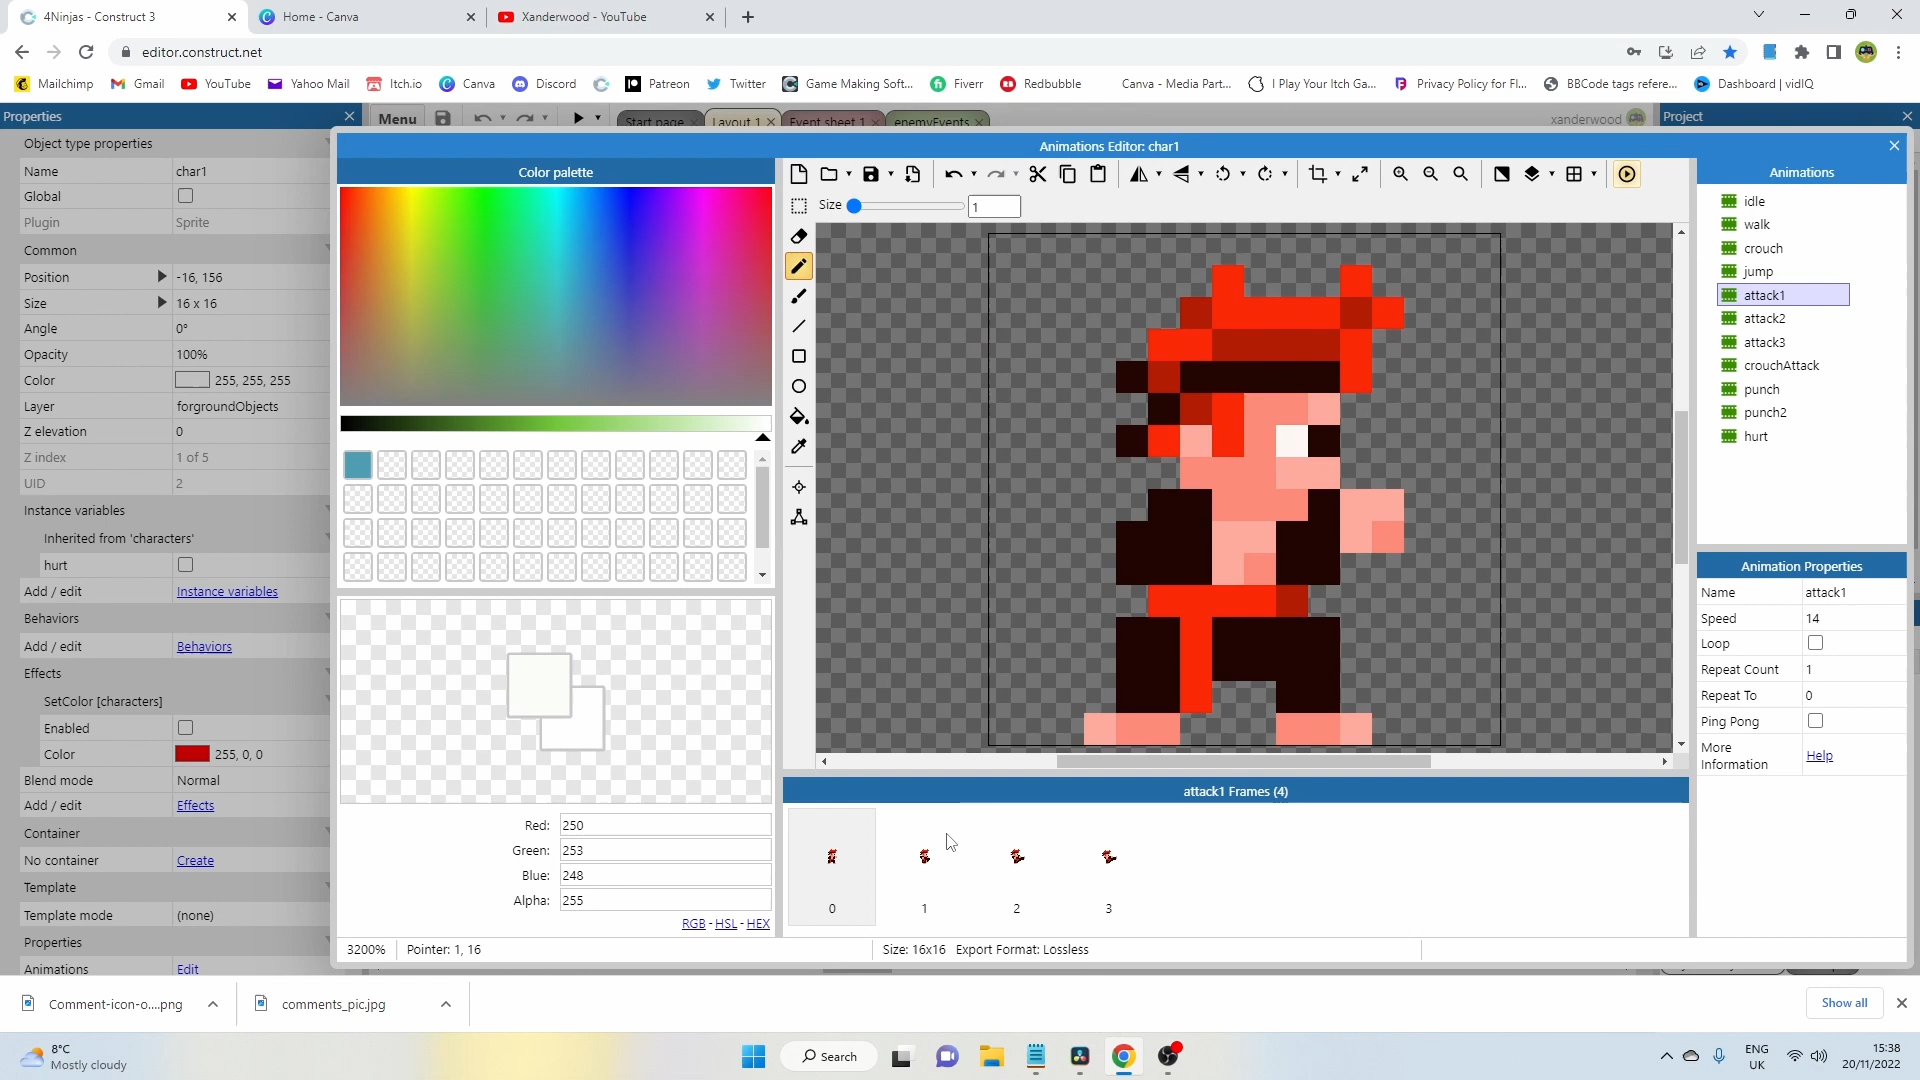 4Ninjas - Construct 3
Home - Canva
Xanderwood - YouTube
editor.construct.net
Mailchimp
Gmail
YouTube
Yahoo Mail
Itch.io
Canva
Discord
Patreon
Twitter
Game Making Soft...
Fiverr
Redbubble
Canva - Media Part...
I Play Your Itch Ga...
Privacy Policy for Fl...
BBCode tags refere...
Dashboard | vidIQ
Properties
Menu
Start page
Layout 1
Event sheet 1
enemyEvents
xanderwood
Project
Object type properties
Name char1
Global
Plugin Sprite
Common
Position -16, 156
Size 16 x 16
Angle 0°
Opacity 100%
Color 255, 255, 255
Layer forgroundObjects
Z elevation 0
Z index 1 of 5
UID 2
Instance variables
Inherited from 'characters'
hurt
Add / edit Instance variables
Behaviors
Add / edit Behaviors
Effects
SetColor [characters]
Enabled
Color 255, 0, 0
Blend mode Normal
Add / edit Effects
Container
No container Create
Template
Template mode (none)
Properties
Animations Edit
Animations Editor: char1
Color palette
Size 1
Red: 250
Green: 253
Blue: 248
Alpha: 255
RGB - HSL - HEX
3200% Pointer: 1, 16
Size: 16x16 Export Format: Lossless
attack1 Frames (4)
0
1
2
3
Animations
idle
walk
crouch
jump
attack1
attack2
attack3
crouchAttack
punch
punch2
hurt
Animation Properties
Name attack1
Speed 14
Loop
Repeat Count 1
Repeat To 0
Ping Pong
More
Information Help
Comment-icon-o....png
comments_pic.jpg
Show all
8°C
Mostly cloudy
Search
ENG
UK
15:38
20/11/2022